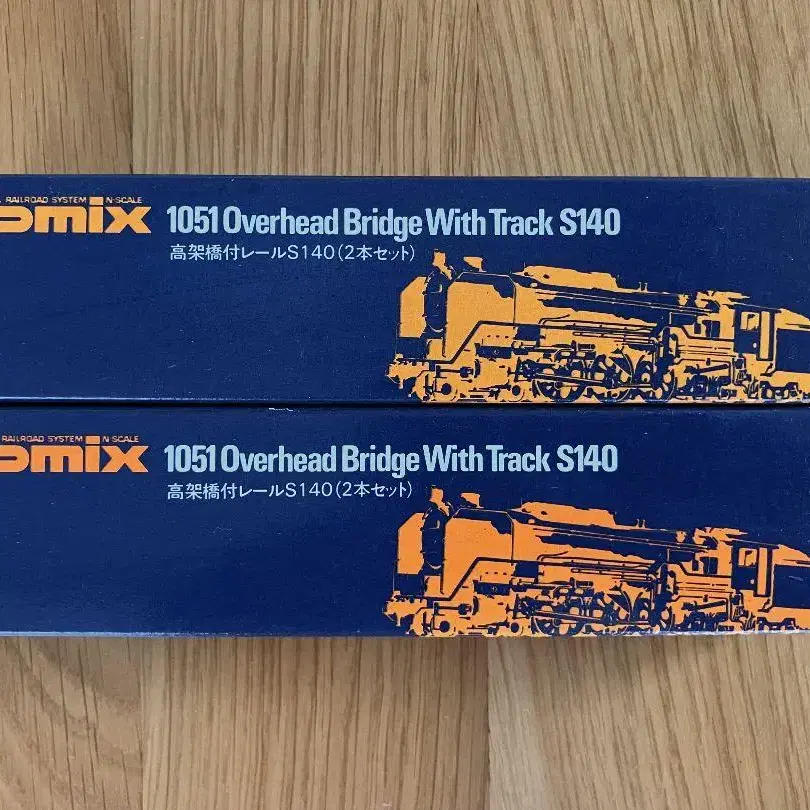 RAILROAD SYSTEM N-SCALE
omix
1051 Overhead Bridge With Track S140
高架橋付レールS140(2本セット)
RAILROAD SYSTEM N-SCALE
omix
1051 Overhead Bridge With Track S140
高架橋付レールS140(2本セット)